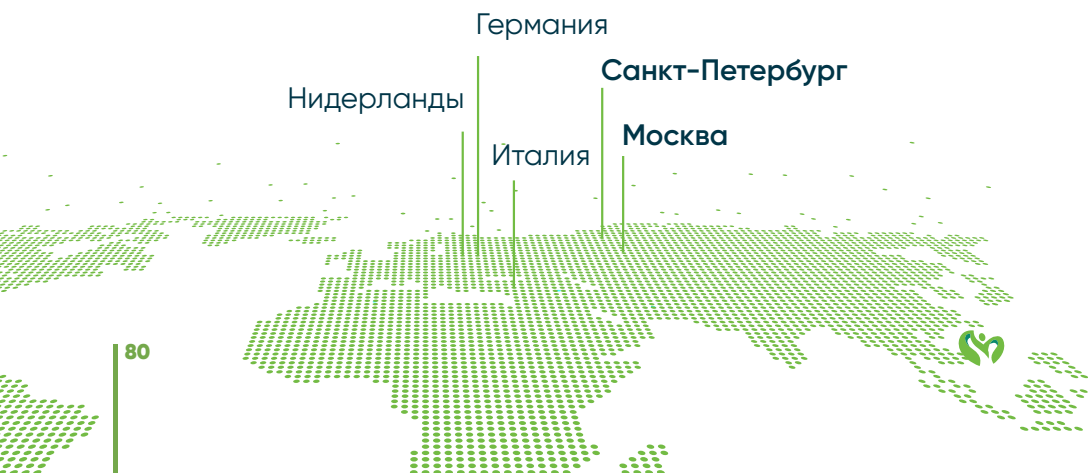 Германия
Санкт-Петербург
Нидерланды
Москва
Италия
80